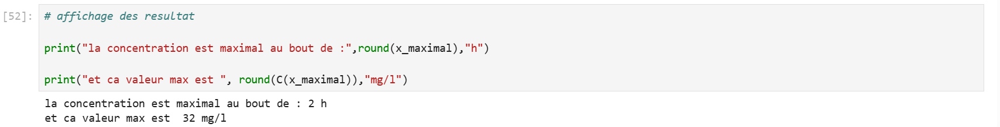 [52]: # affichage des resultat
print("la concentration est maximal au bout de :",round(x_maximal),"h")
print("et ca valeur max est ", round(C(x_maximal)),"mg/l")
la concentration est maximal au bout de : 2 h
et ca valeur max est  32 mg/l